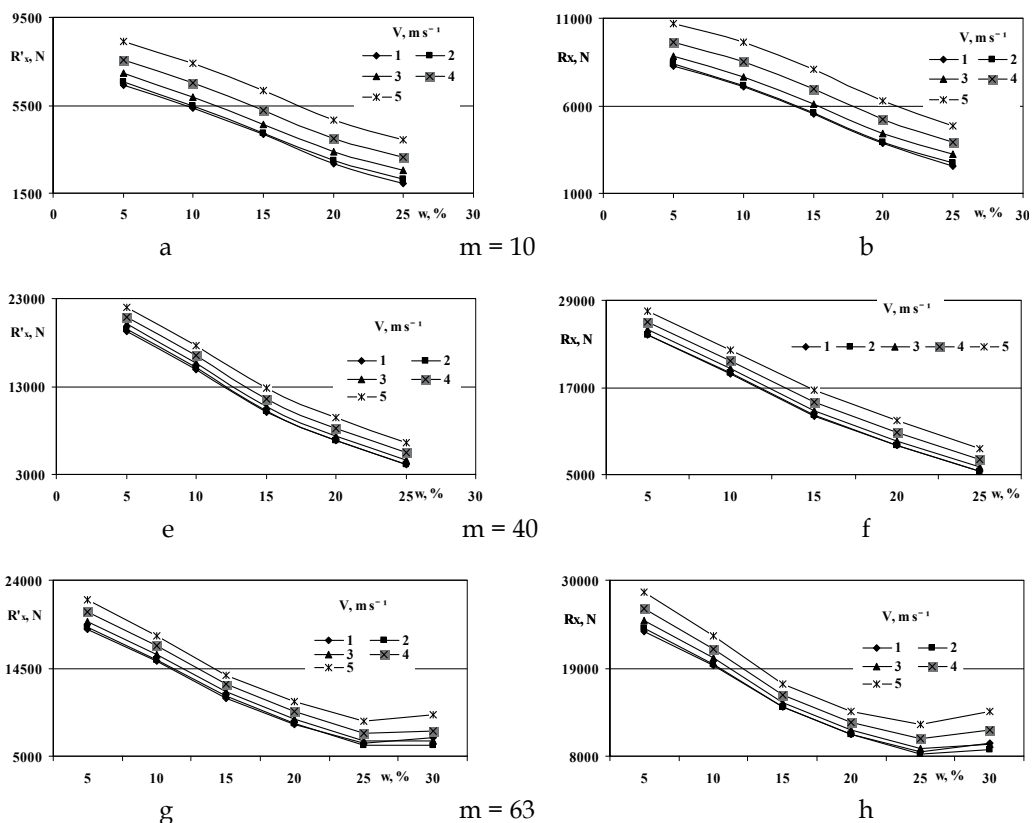 9500
R'ₓ, N
5500
1500
V, m s⁻¹
1 2
3 4
5
0 5 10 15 20 25 w, % 30
a
11000
Rx, N
6000
1000
V, m s⁻¹
1 2
3 4
5
0 5 10 15 20 25 w, % 30
b
m = 10
23000
R'ₓ, N
13000
3000
V, m s⁻¹
1 2
3 4
5
0 5 10 15 20 25 w, % 30
e
29000
Rx, N
17000
5000
V, m s⁻¹
1 2 3 4 5
5 10 15 20 25 w, %
f
m = 40
24000
R'ₓ, N
14500
5000
V, m s⁻¹
1 2
3 4
5
5 10 15 20 25 w, % 30
g
30000
Rx, N
19000
8000
V, m s⁻¹
1 2
3 4
5
5 10 15 20 25 w, % 30
h
m = 63